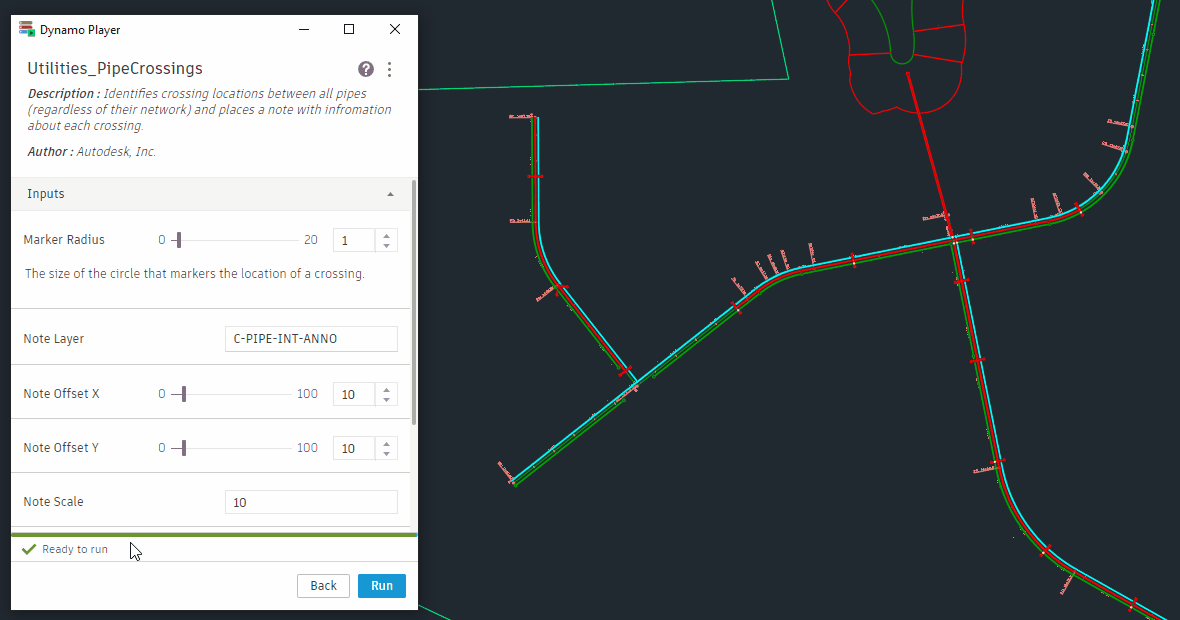 Dynamo Player
Utilities_PipeCrossings
Description : Identifies crossing locations between all pipes
(regardless of their network) and places a note with infromation
about each crossing.
Author : Autodesk, Inc.
Inputs
Marker Radius 0 20 1
The size of the circle that markers the location of a crossing.
Note Layer C-PIPE-INT-ANNO
Note Offset X 0 100 10
Note Offset Y 0 100 10
Note Scale 10
Ready to run
Back Run